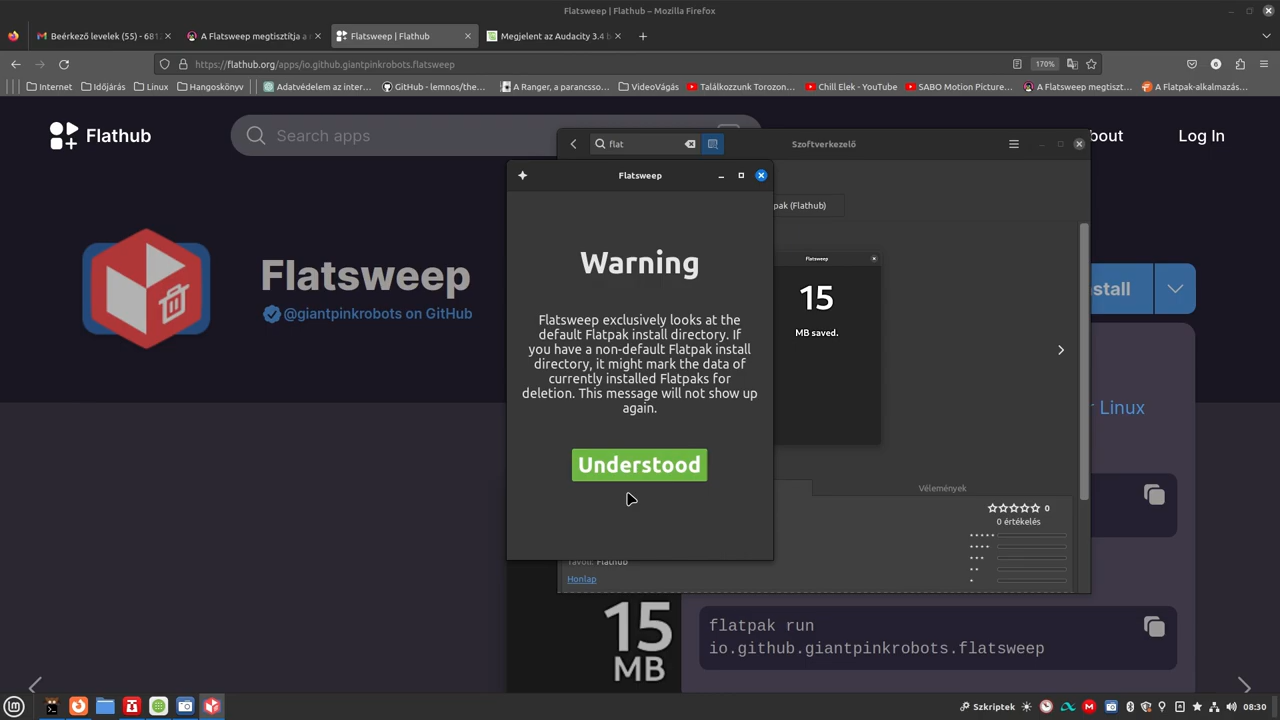 Flatsweep | Flathub – Mozilla Firefox
Beérkező levelek (55) - 681
A Flatsweep megtisztítja a r
Flatsweep | Flathub
Megjelent az Audacity 3.4 b
https://flathub.org/apps/io.github.giantpinkrobots.flatsweep
170%
Internet
Időjárás
Linux
Hangoskönyv
Adatvédelem az inter...
GitHub - lemnos/the...
A Ranger, a parancsso...
VideoVágás
Találkozzunk Torozon...
Chill Elek - YouTube
SABO Motion Picture...
A Flatsweep megtiszt...
A Flatpak-alkalmazás...
Flathub
Search apps
bout
Log In
flat
Szoftverkezelő
pak (Flathub)
Flatsweep
@giantpinkrobots on GitHub
stall
Flatsweep
Warning
Flatsweep exclusively looks at the
default Flatpak install directory. If
you have a non-default Flatpak install
directory, it might mark the data of
currently installed Flatpaks for
deletion. This message will not show up
again.
Understood
Flatsweep
15
MB saved.
r Linux
Vélemények
0
0 értékelés
Távoli: Flathub
Honlap
15
MB
flatpak run
io.github.giantpinkrobots.flatsweep
Szkriptek
08:30